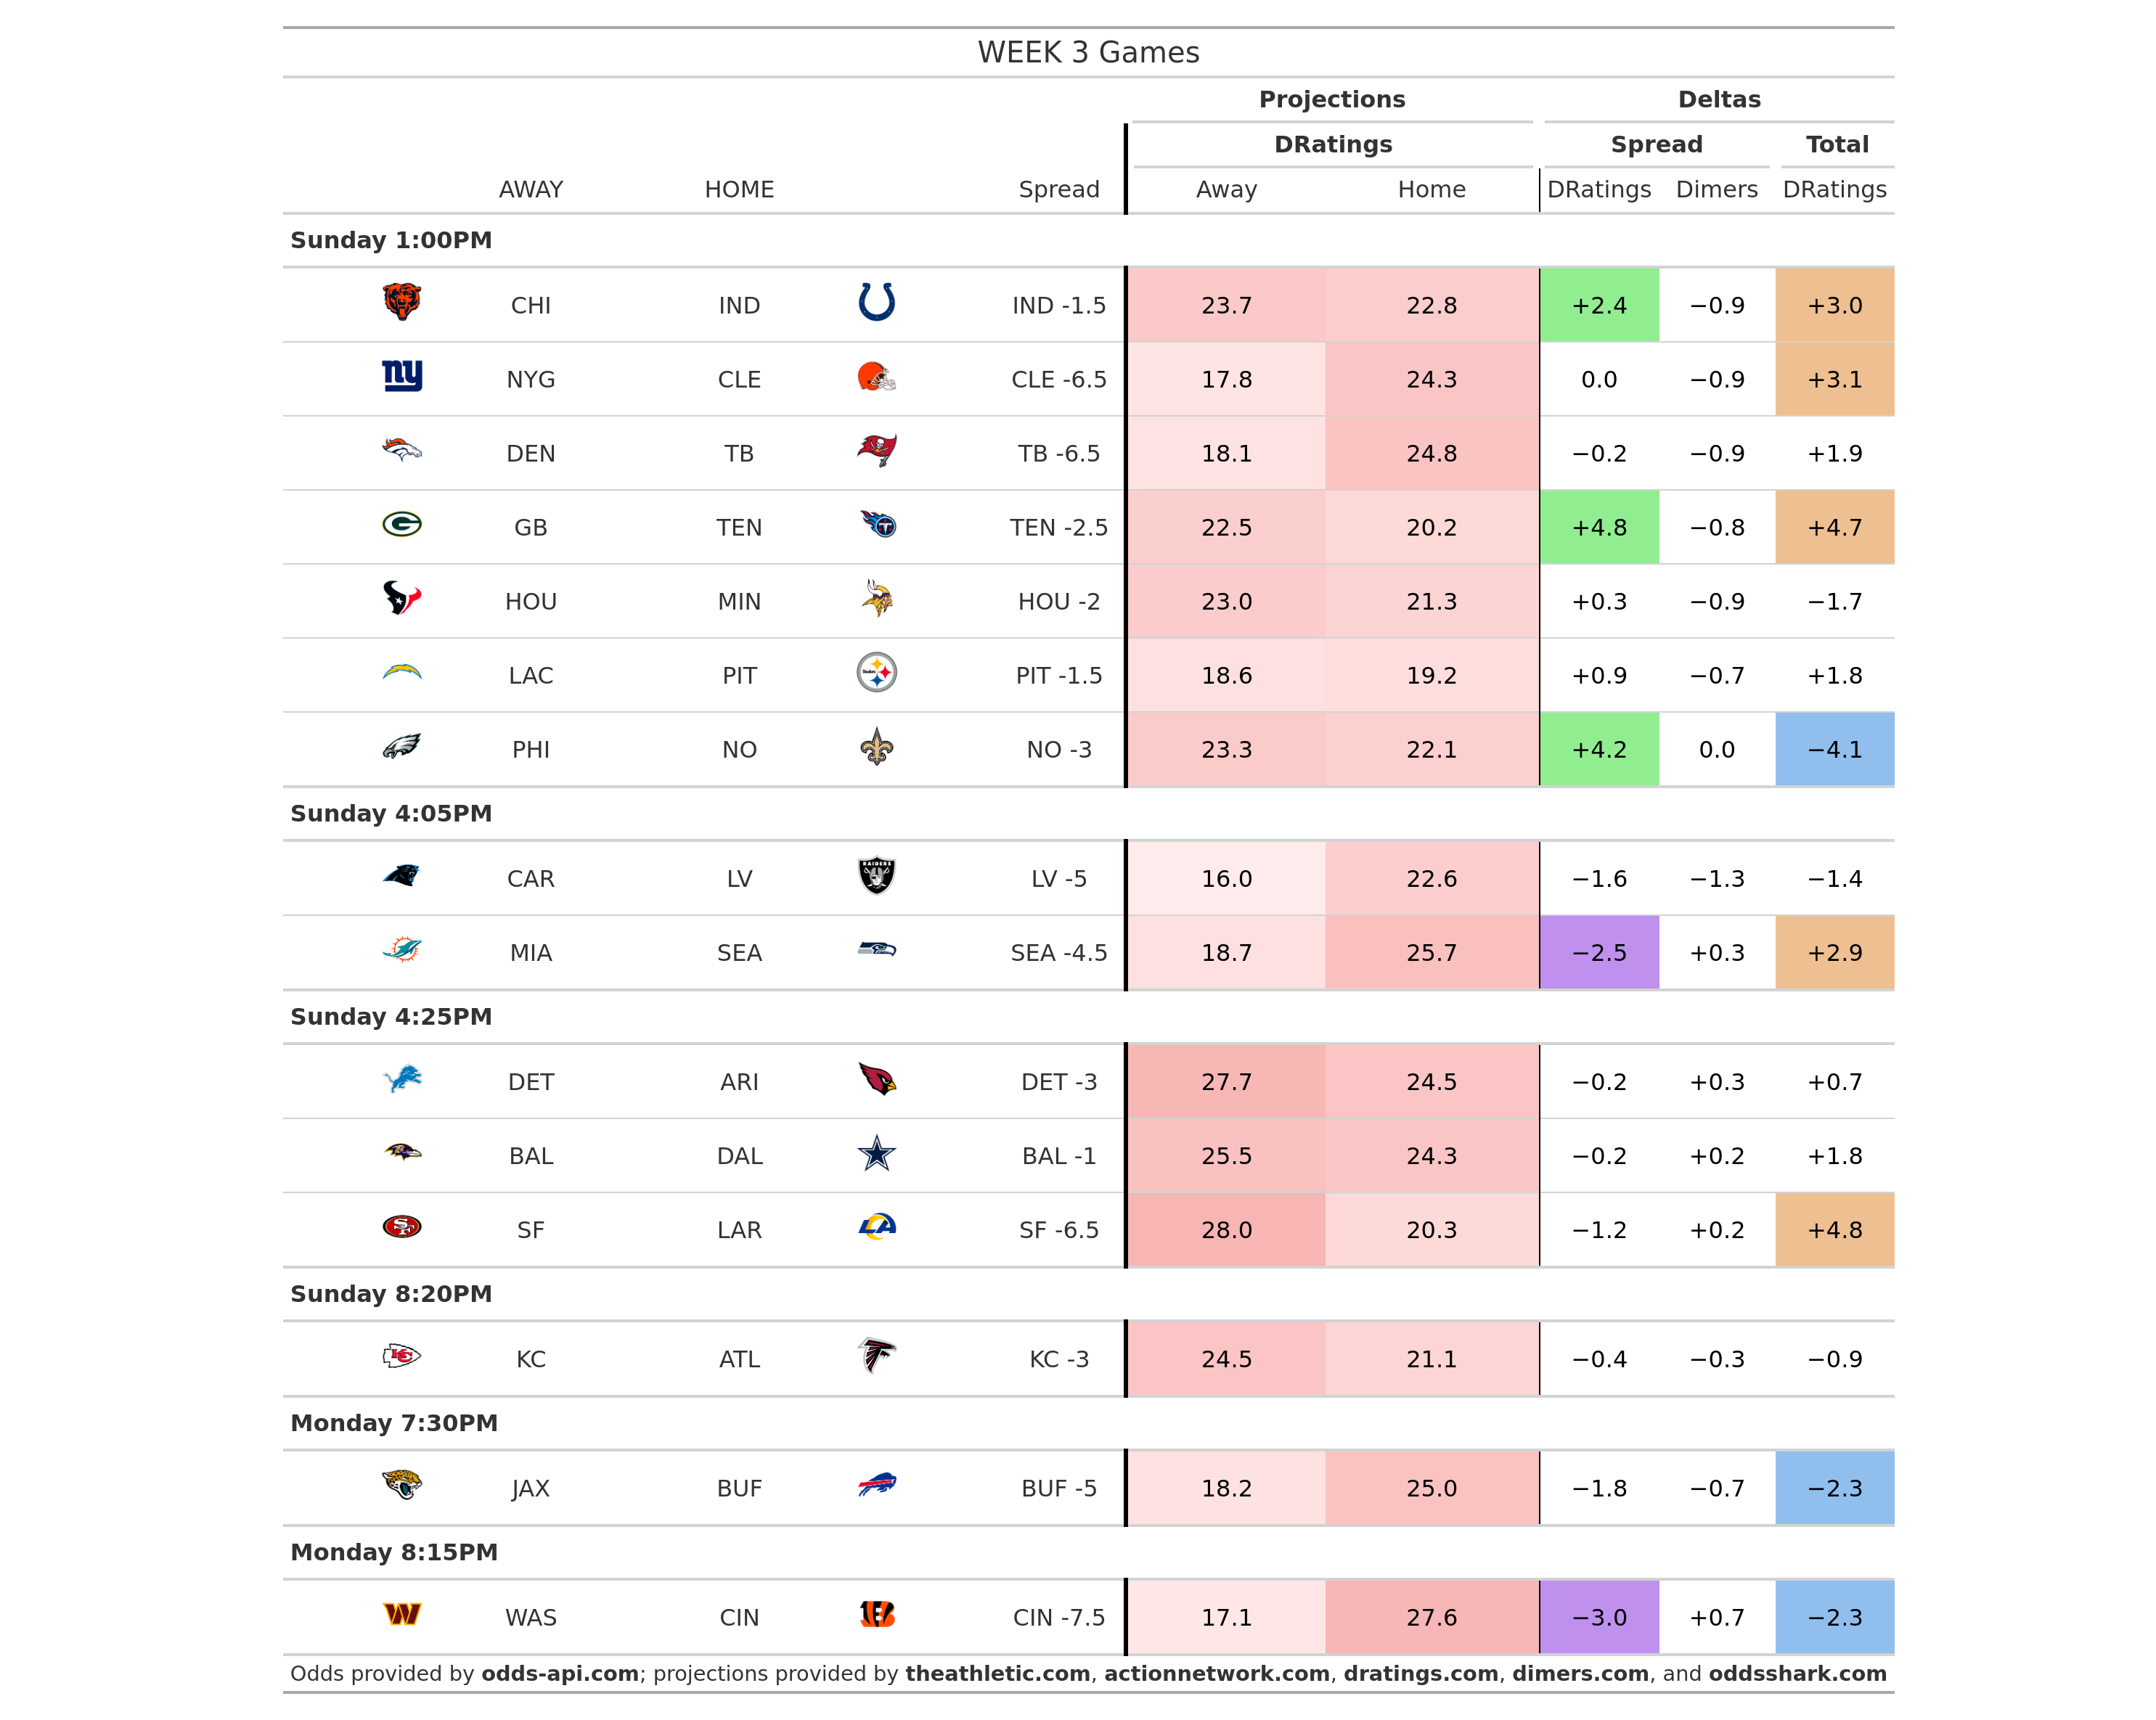 WEEK 3 Games
Projections Deltas
DRatings Spread Total
AWAY HOME Spread Away Home DRatings Dimers DRatings
Sunday 1:00PM
CHI IND IND -1.5 23.7 22.8 +2.4 −0.9 +3.0
NYG CLE CLE -6.5 17.8 24.3 0.0 −0.9 +3.1
DEN TB TB -6.5 18.1 24.8 −0.2 −0.9 +1.9
GB TEN TEN -2.5 22.5 20.2 +4.8 −0.8 +4.7
HOU MIN HOU -2 23.0 21.3 +0.3 −0.9 −1.7
LAC PIT PIT -1.5 18.6 19.2 +0.9 −0.7 +1.8
PHI NO NO -3 23.3 22.1 +4.2 0.0 −4.1
Sunday 4:05PM
CAR LV LV -5 16.0 22.6 −1.6 −1.3 −1.4
MIA SEA SEA -4.5 18.7 25.7 −2.5 +0.3 +2.9
Sunday 4:25PM
DET ARI DET -3 27.7 24.5 −0.2 +0.3 +0.7
BAL DAL BAL -1 25.5 24.3 −0.2 +0.2 +1.8
SF LAR SF -6.5 28.0 20.3 −1.2 +0.2 +4.8
Sunday 8:20PM
KC ATL KC -3 24.5 21.1 −0.4 −0.3 −0.9
Monday 7:30PM
JAX BUF BUF -5 18.2 25.0 −1.8 −0.7 −2.3
Monday 8:15PM
WAS CIN CIN -7.5 17.1 27.6 −3.0 +0.7 −2.3
Odds provided by odds-api.com; projections provided by theathletic.com, actionnetwork.com, dratings.com, dimers.com, and oddsshark.com